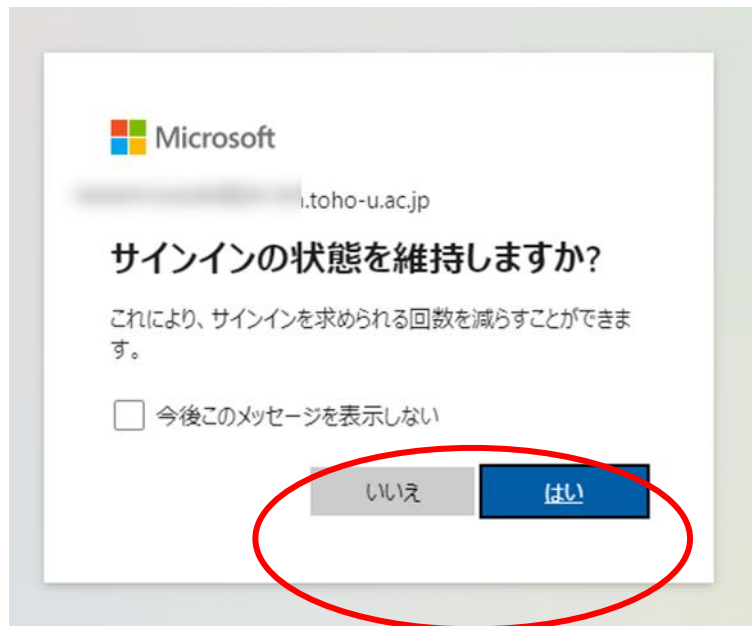 Microsoft
.toho-u.ac.jp
サインインの状態を維持しますか?
これにより、サインインを求められる回数を減らすことができま
す。
今後このメッセージを表示しない
いいえ はい